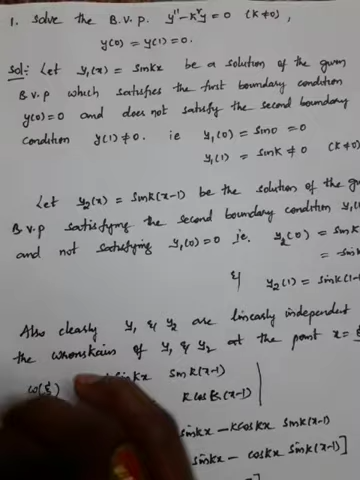 1. Solve the B.V.P. y'' - k²y = 0 (k ≠ 0),
y(0) = y(1) = 0.
Sol: Let y₁(x) = sinkx be a solution of the given
B.V.P which satisfies the first boundary condition
y(0) = 0 and does not satisfy the second boundary
condition y(1) ≠ 0. ie y₁(0) = sin0 = 0
y₁(1) = sink ≠ 0 (k ≠ 0)
Let y₂(x) = sink(x-1) be the solution of the
B.V.P satisfying the second boundary condition
and not satisfying y₁(0) = 0 ie. y₂(0) = sink
= -sink
& y₂(1) = sink(1-1
Also clearly y₁ & y₂ are linearly independent
the wronskain of y₁ & y₂ at the point x =
sinkx sink(x-1)
k cos k(x-1)
sinkx - kcoskx sink(x-1)
sinkx - coskx sink(x-1)]